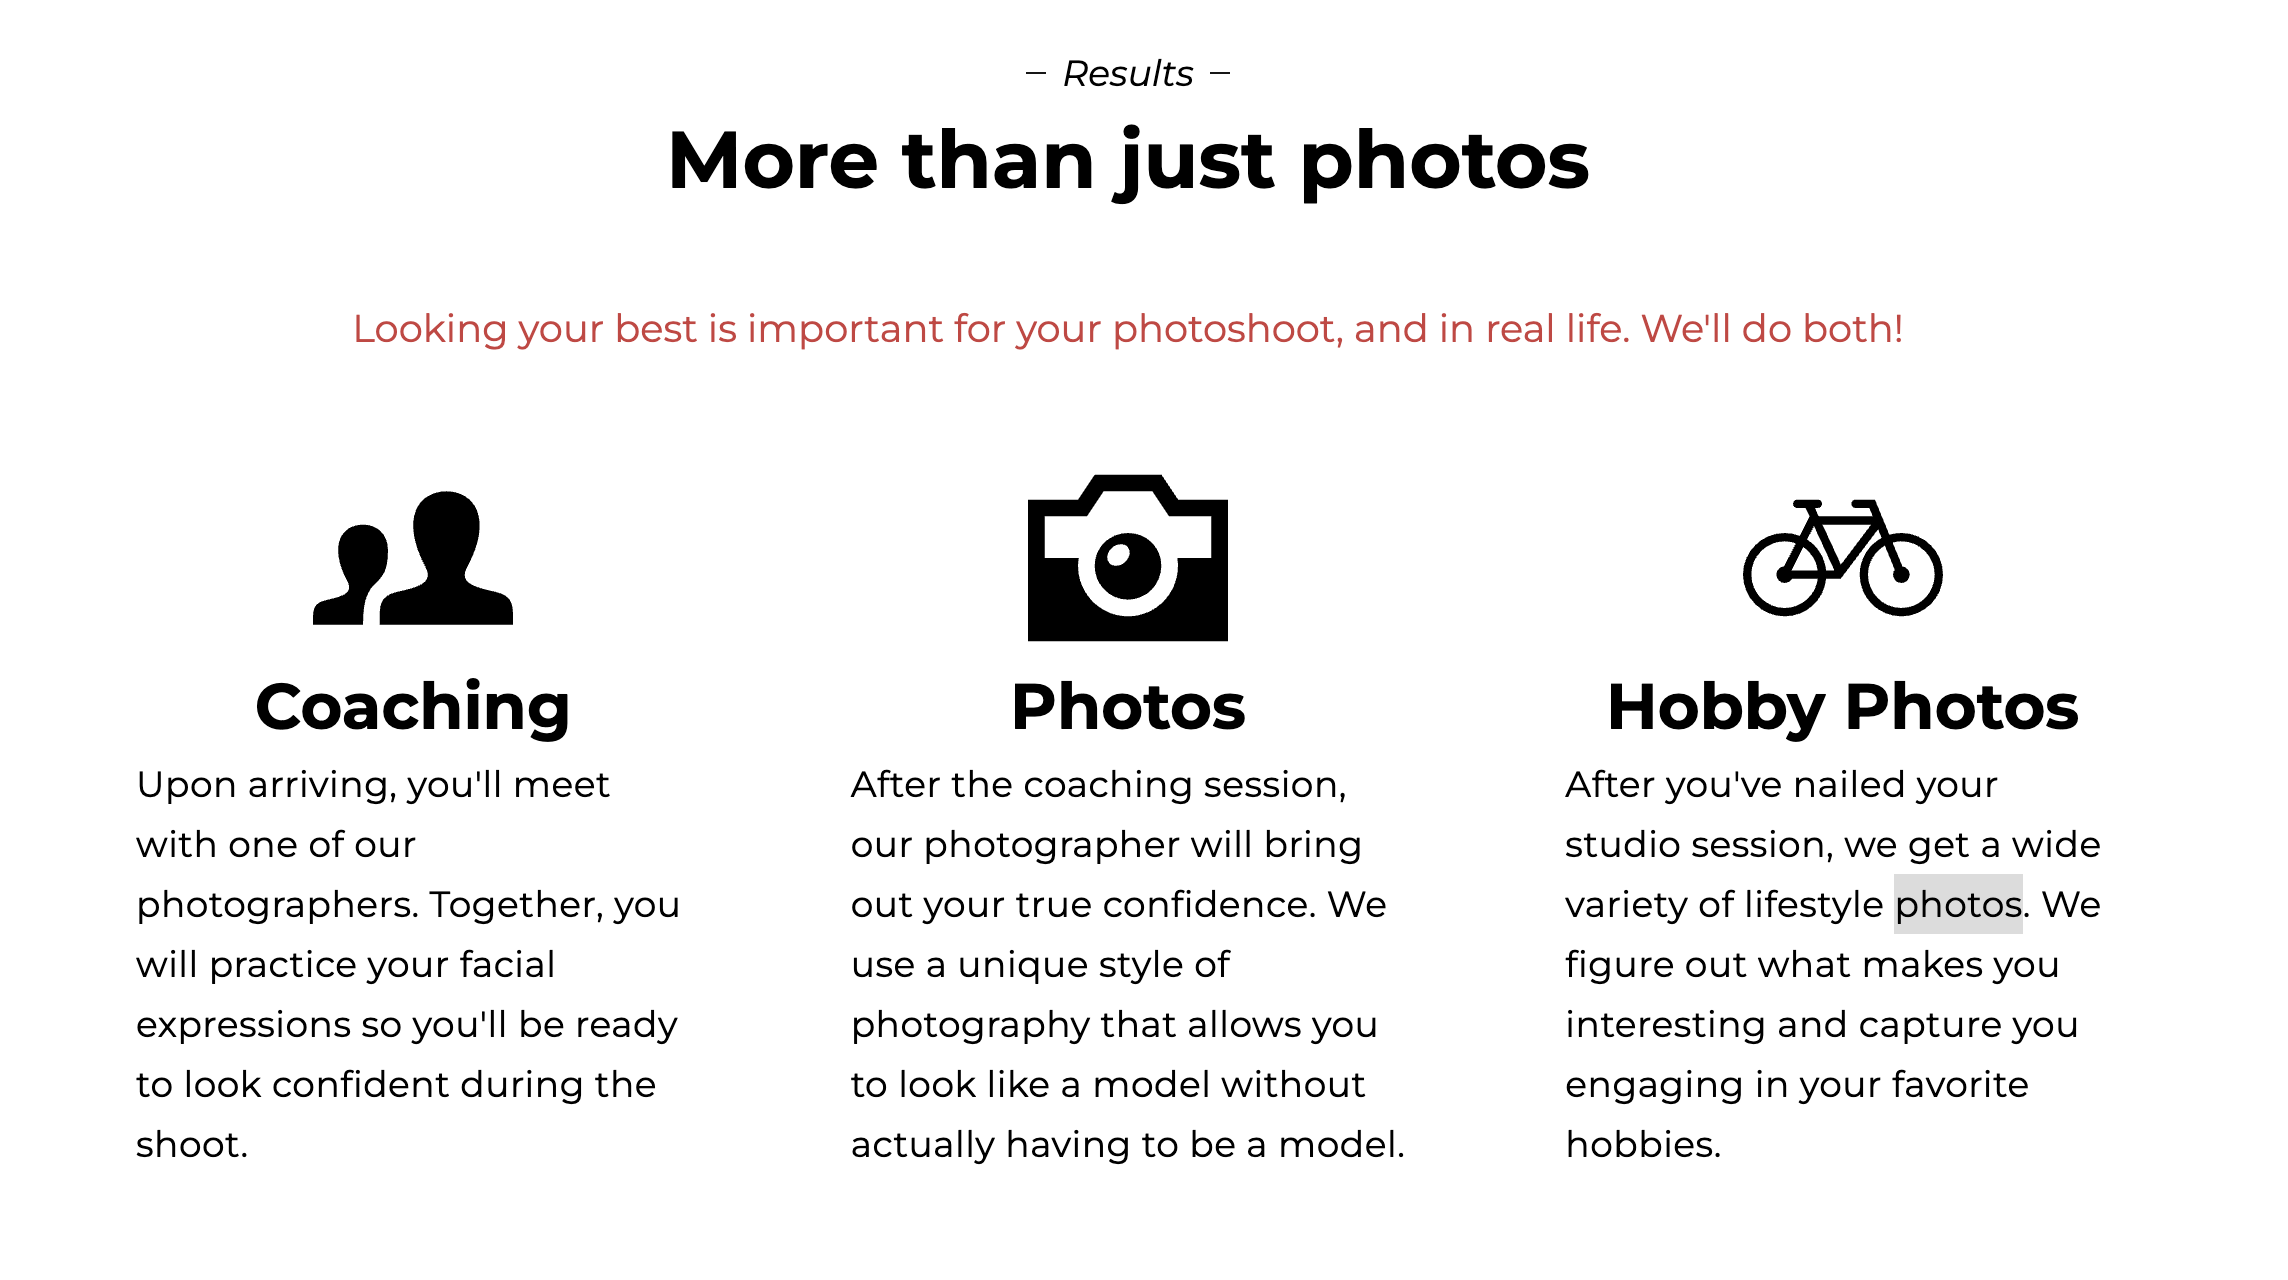 – Results –
More than just photos
Looking your best is important for your photoshoot, and in real life. We'll do both!
Coaching
Upon arriving, you'll meet
with one of our
photographers. Together, you
will practice your facial
expressions so you'll be ready
to look confident during the
shoot.
Photos
After the coaching session,
our photographer will bring
out your true confidence. We
use a unique style of
photography that allows you
to look like a model without
actually having to be a model.
Hobby Photos
After you've nailed your
studio session, we get a wide
variety of lifestyle photos. We
figure out what makes you
interesting and capture you
engaging in your favorite
hobbies.